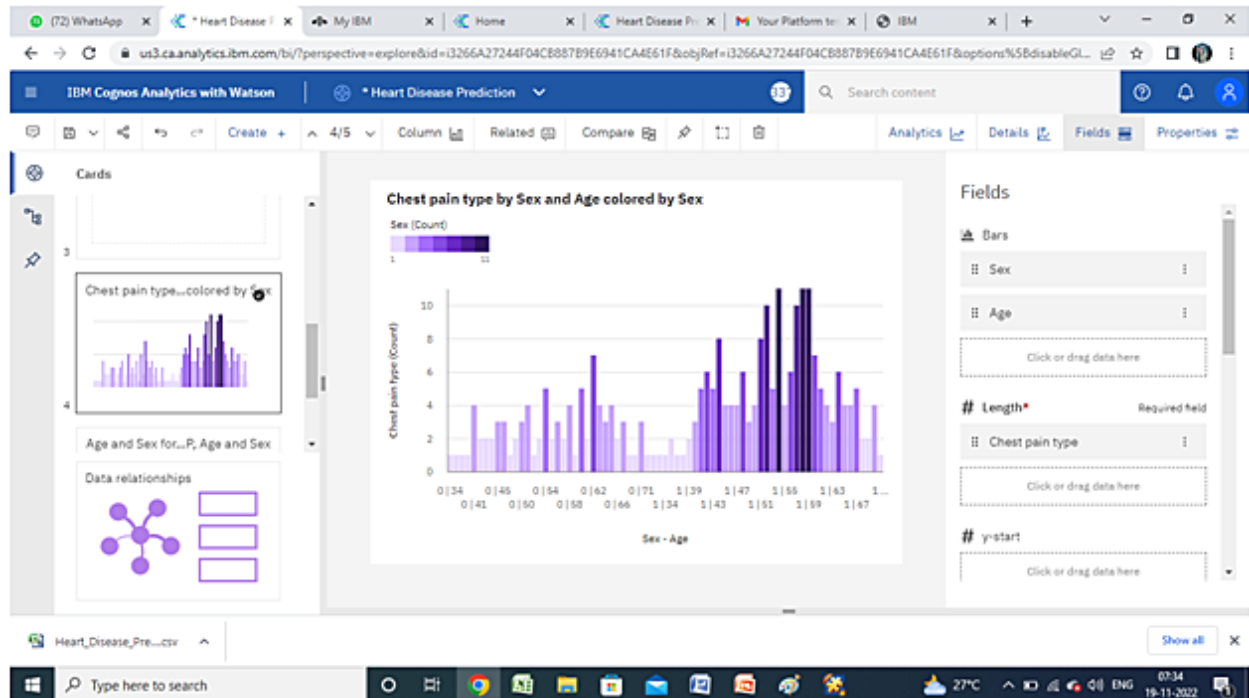 (72) WhatsApp
* Heart Disease P
My IBM
Home
Heart Disease Pr
Your Platform te
IBM
us3.ca.analytics.ibm.com/bi/?perspective=explore&id=i3266A27244F04CB887B9E6941CA4E61F&objRef=i3266A27244F04CB887B9E6941CA4E61F&options%5BdisableGl...
IBM Cognos Analytics with Watson
* Heart Disease Prediction
Search content
Create +
4/5
Column
Related
Compare
Analytics
Details
Fields
Properties
Cards
3
Chest pain type...colored by Sex
4
Age and Sex for...P, Age and Sex
Data relationships
Chest pain type by Sex and Age colored by Sex
Sex (Count)
1 11
Chest pain type (Count)
10
8
6
4
2
0
0|34 0|45 0|54 0|62 0|71 1|39 1|47 1|55 1|63 1...
0|41 0|50 0|58 0|66 1|34 1|43 1|51 1|59 1|67
Sex - Age
Fields
Bars
Sex
Age
Click or drag data here
# Length*
Required field
Chest pain type
Click or drag data here
# y-start
Click or drag data here
Heart_Disease_Pre....csv
Show all
Type here to search
27°C
ENG
07:34
19-11-2022